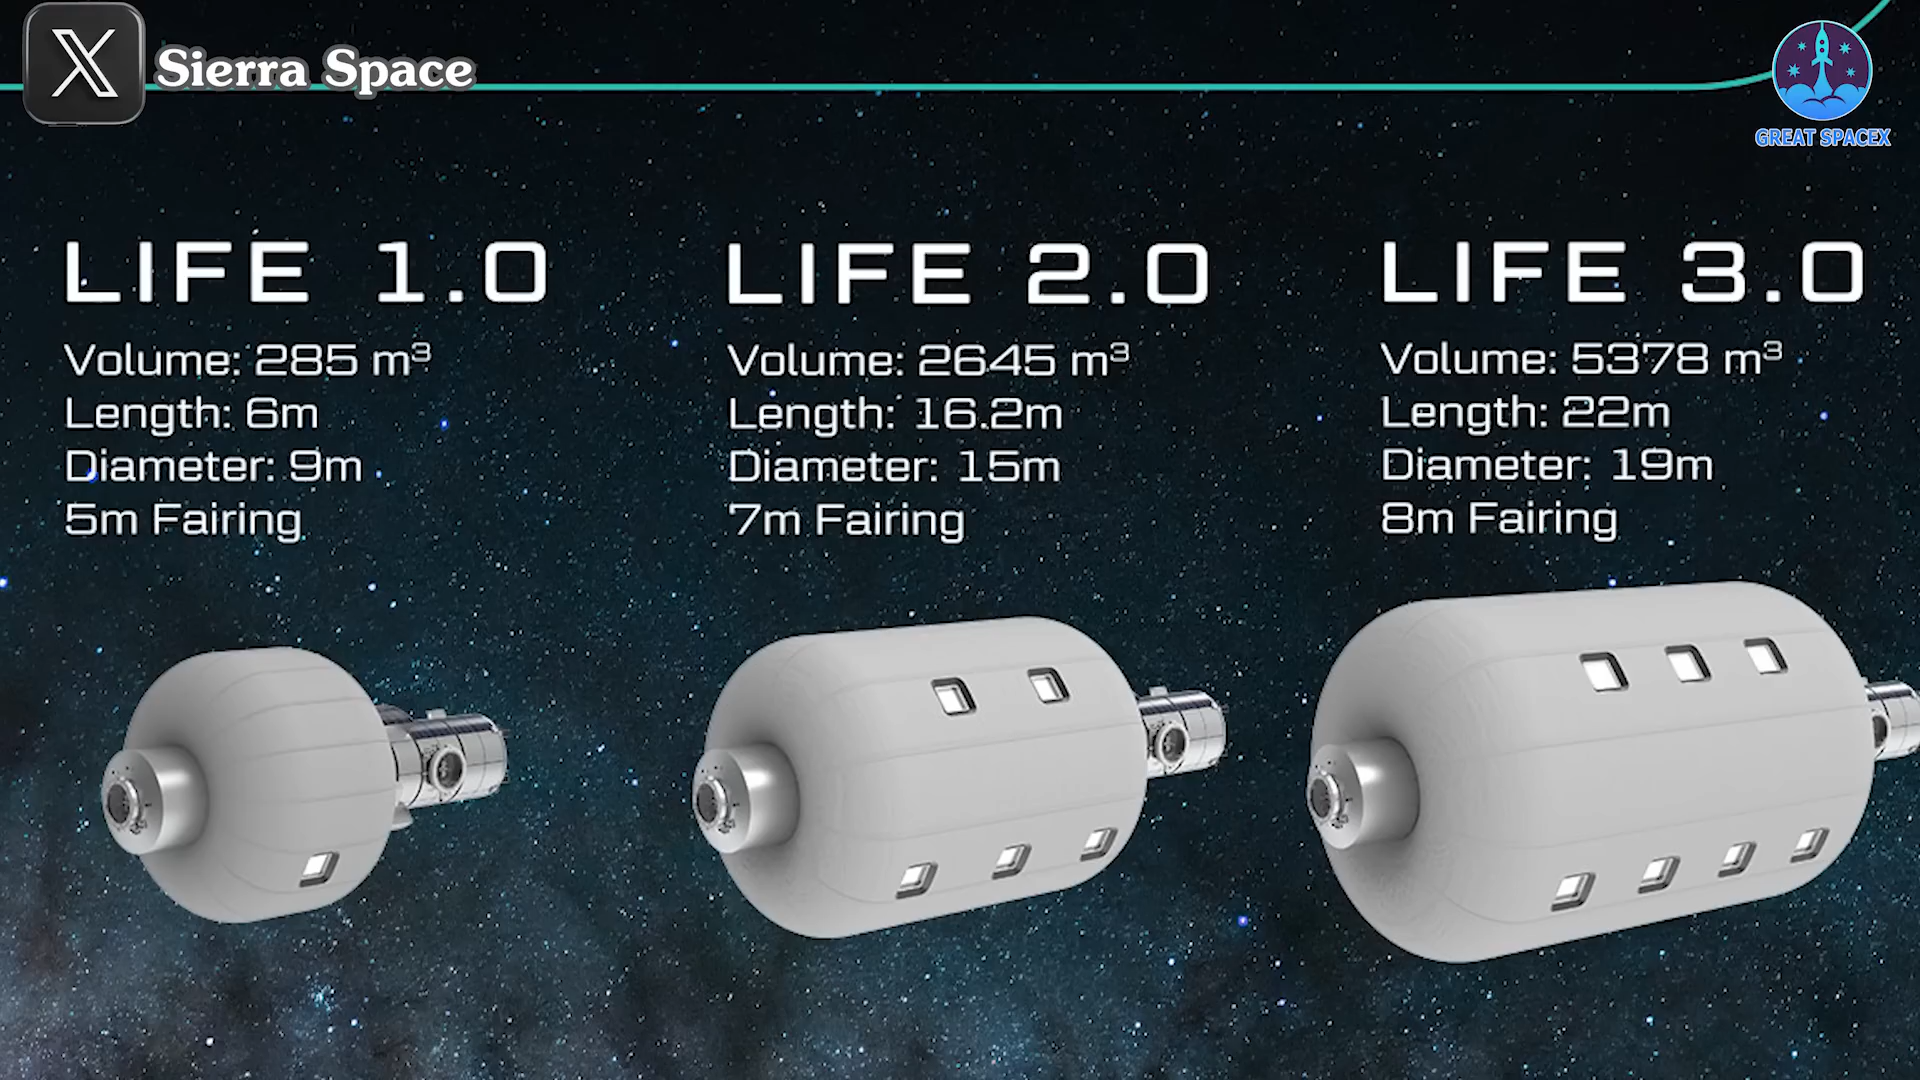 X Sierra Space
GREAT SPACEX
LIFE 1.0
Volume: 285 m³
Length: 6m
Diameter: 9m
5m Fairing
LIFE 2.0
Volume: 2645 m³
Length: 16.2m
Diameter: 15m
7m Fairing
LIFE 3.0
Volume: 5378 m³
Length: 22m
Diameter: 19m
8m Fairing